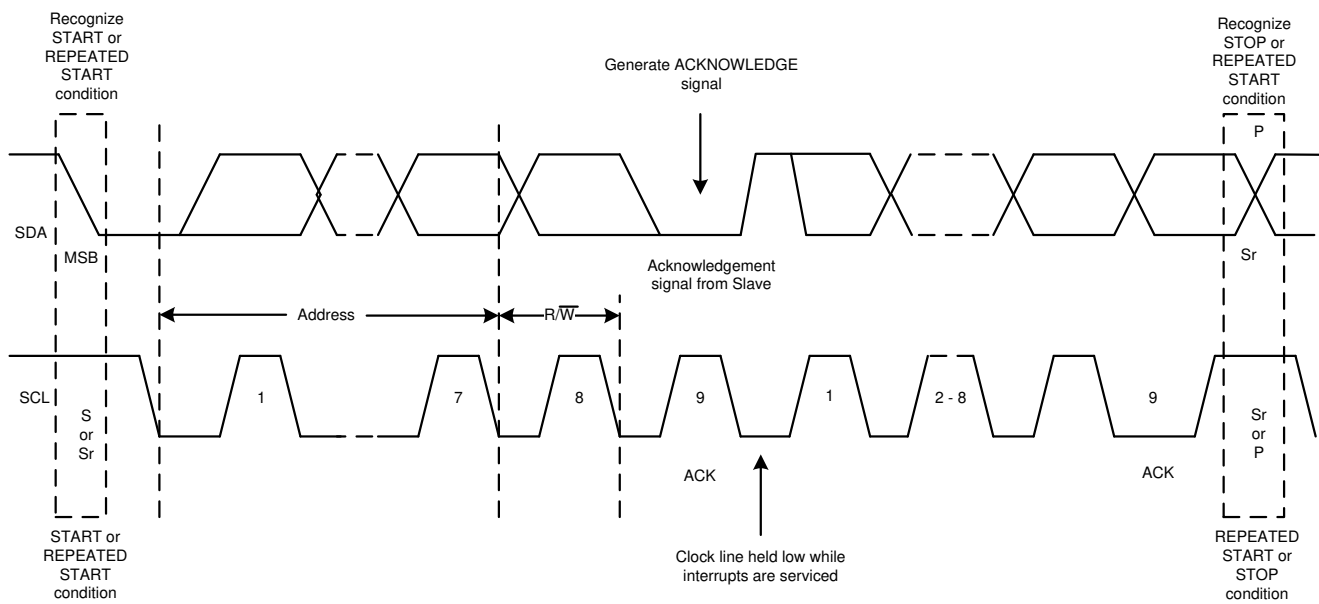 Recognize
START or
REPEATED
START
condition
Generate ACKNOWLEDGE
signal
Recognize
STOP or
REPEATED
START
condition
P
SDA
MSB
Acknowledgement
signal from Slave
Sr
Address
R/W̅
SCL
S
or
Sr
1
7
8
9
1
2 - 8
9
Sr
or
P
ACK
ACK
START or
REPEATED
START
condition
Clock line held low while
interrupts are serviced
REPEATED
START or
STOP
condition